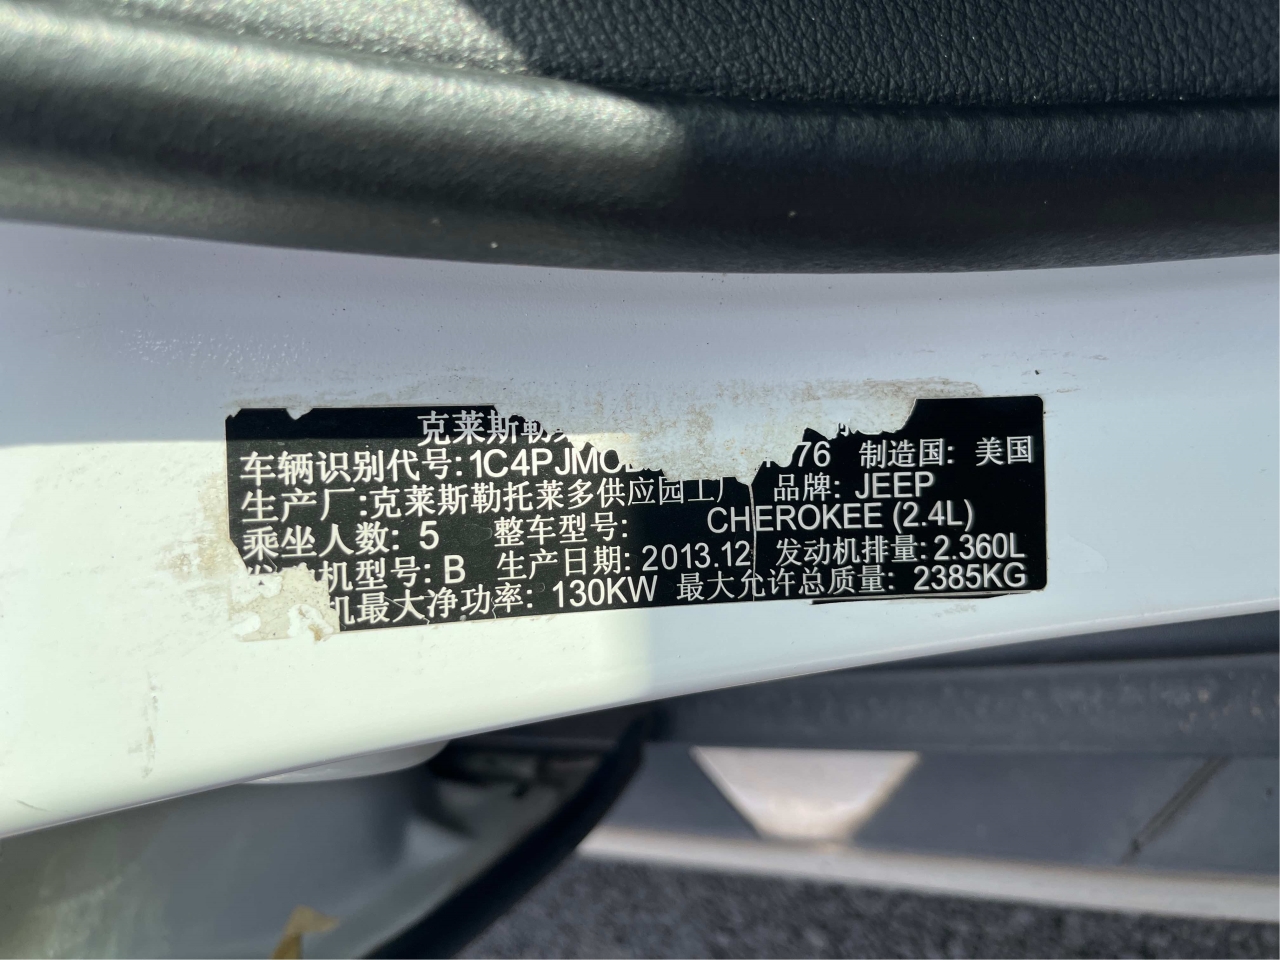 克莱斯勒
车辆识别代号: 1C4PJMC 076 制造国: 美国
生产厂: 克莱斯勒托莱多供应园工厂 品牌: JEEP
乘坐人数: 5 整车型号: CHEROKEE (2.4L)
发动机型号: B 生产日期: 2013.12 发动机排量: 2.360L
机最大净功率: 130KW 最大允许总质量: 2385KG